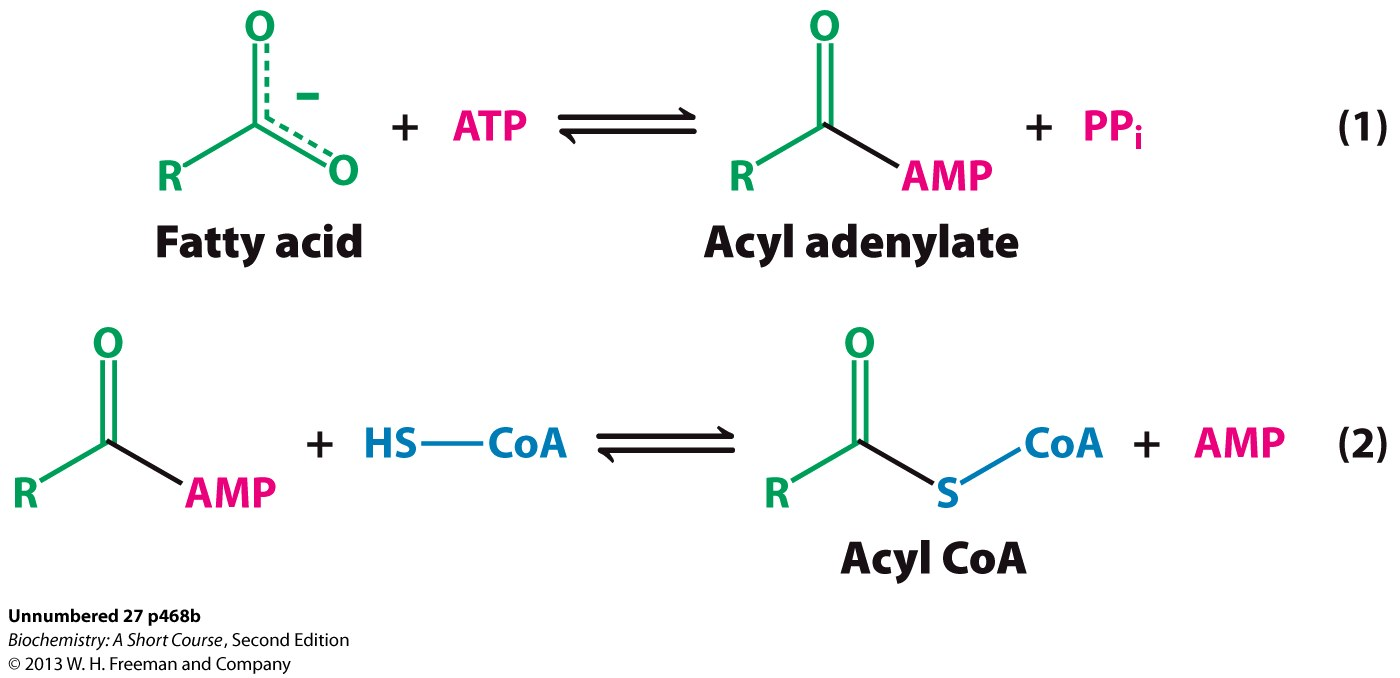 O
O
R
-
+ ATP
O
R
AMP
+ PPi
(1)
Fatty acid
Acyl adenylate
O
R
AMP
+ HS—CoA
O
R
S
CoA
+ AMP
(2)
Acyl CoA
Unnumbered 27 p468b
Biochemistry: A Short Course, Second Edition
© 2013 W. H. Freeman and Company